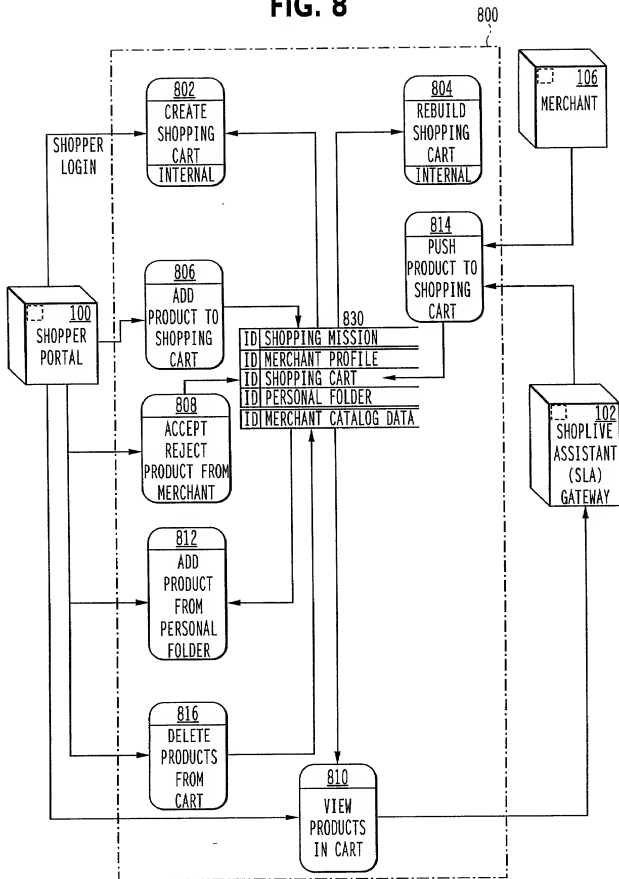 FIG. 8
800
802
CREATE
SHOPPING
CART
INTERNAL
804
REBUILD
SHOPPING
CART
INTERNAL
106
MERCHANT
SHOPPER
LOGIN
814
PUSH
PRODUCT TO
SHOPPING
CART
806
ADD
PRODUCT TO
SHOPPING
CART
100
SHOPPER
PORTAL
830
ID SHOPPING MISSION
ID MERCHANT PROFILE
ID SHOPPING CART
ID PERSONAL FOLDER
ID MERCHANT CATALOG DATA
808
ACCEPT
REJECT
PRODUCT FROM
MERCHANT
102
SHOPLIVE
ASSISTANT
(SLA)
GATEWAY
812
ADD
PRODUCT
FROM
PERSONAL
FOLDER
816
DELETE
PRODUCTS
FROM
CART
810
VIEW
PRODUCTS
IN CART